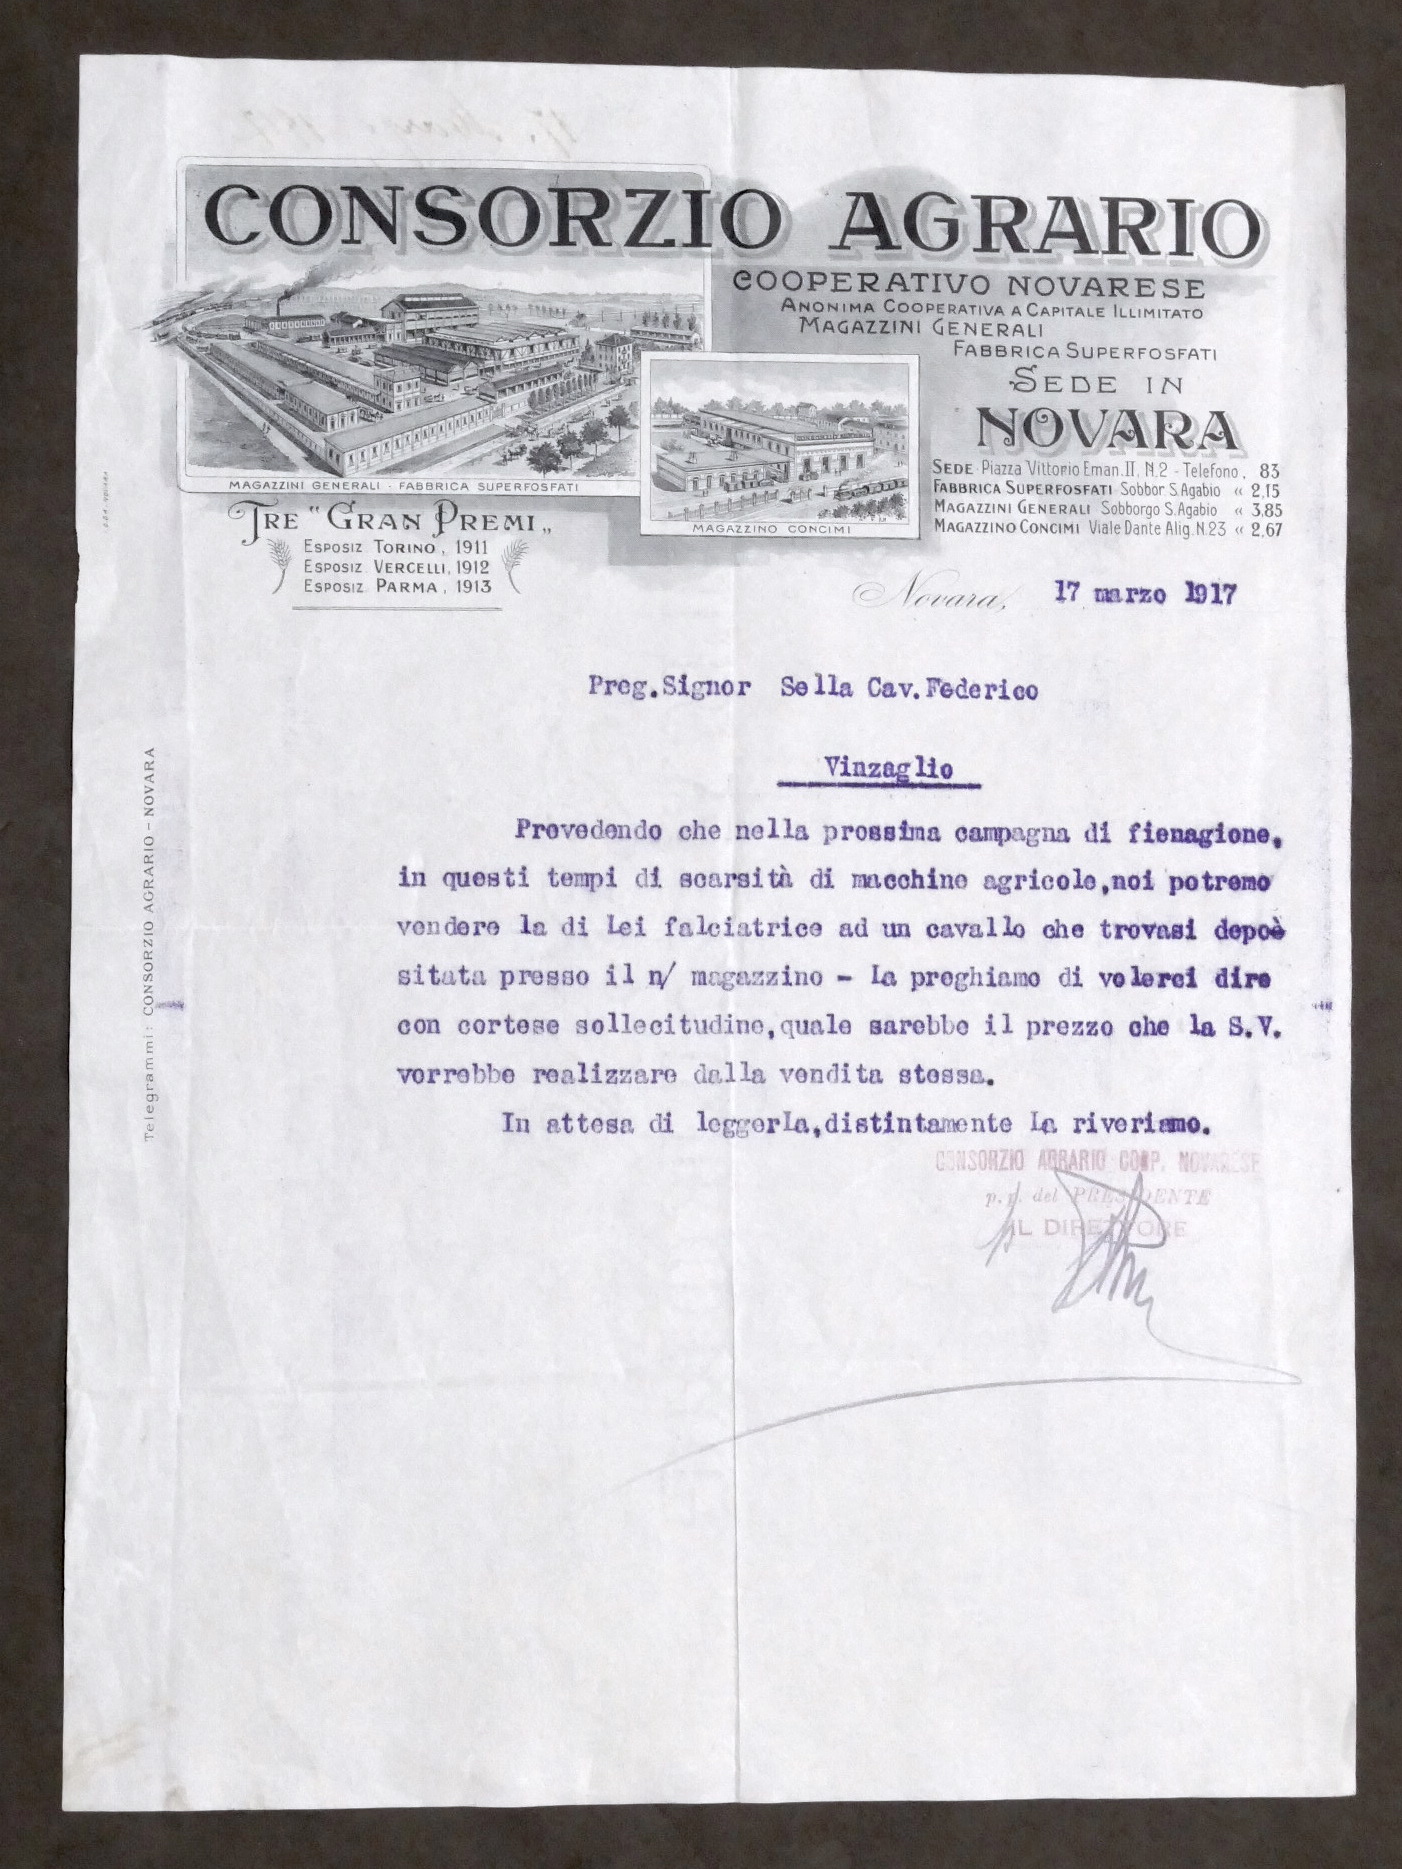 CONSORZIO AGRARIO
COOPERATIVO NOVARESE
ANONIMA COOPERATIVA A CAPITALE ILLIMITATO
MAGAZZINI GENERALI
FABBRICA SUPERFOSFATI
SEDE IN
NOVARA
SEDE Piazza Vittorio Eman. II, N. 2 - Telefono, 83
FABBRICA SUPERFOSFATI Sobbor. S. Agabio « 2,15
MAGAZZINI GENERALI Sobborgo S. Agabio « 3,85
MAGAZZINO CONCIMI Viale Dante Alig. N. 23 « 2,67
MAGAZZINI GENERALI - FABBRICA SUPERFOSFATI
MAGAZZINO CONCIMI
TRE "GRAN PREMI„
ESPOSIZ. TORINO, 1911
ESPOSIZ. VERCELLI, 1912
ESPOSIZ. PARMA, 1913
Novara, 17 marzo 1917
Preg.Signor Sella Cav.Federico
Vinzaglio
Prevedendo che nella prossima campagna di fienagione,
in questi tempi di scarsità di macchine agricole,noi potremo
vendere la di Lei falciatrice ad un cavallo che trovasi depoè
sitata presso il n/ magazzino - La preghiamo di volerci dire
con cortese sollecitudine,quale sarebbe il prezzo che la S.V.
vorrebbe realizzare dalla vendita stessa.
In attesa di leggerLa,distintamente La riveriamo.
CONSORZIO AGRARIO COOP. NOVARESE
p. p. del PRESIDENTE
IL DIRETTORE
p
Telegrammi: CONSORZIO AGRARIO - NOVARA